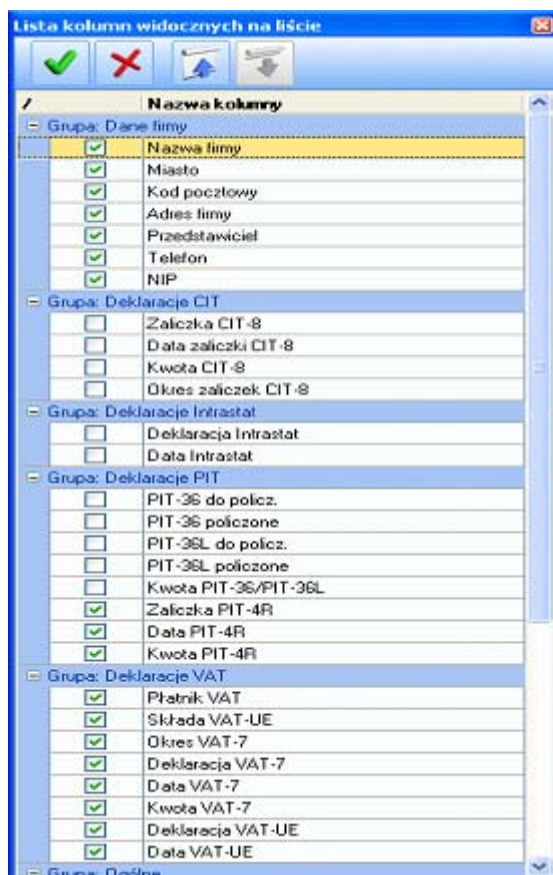 Lista kolumn widocznych na liście
/ Nazwa kolumny
Grupa: Dane firmy
Nazwa firmy
Miasto
Kod pocztowy
Adres firmy
Przedstawiciel
Telefon
NIP
Grupa: Deklaracje CIT
Zaliczka CIT-8
Data zaliczki CIT-8
Kwota CIT-8
Okres zaliczek CIT-8
Grupa: Deklaracje Intrastat
Deklaracja Intrastat
Data Intrastat
Grupa: Deklaracje PIT
PIT-36 do policz.
PIT-36 policzone
PIT-36L do policz.
PIT-36L policzone
Kwota PIT-36/PIT-36L
Zaliczka PIT-4R
Data PIT-4R
Kwota PIT-4R
Grupa: Deklaracje VAT
Płatnik VAT
Składa VAT-UE
Okres VAT-7
Deklaracja VAT-7
Data VAT-7
Kwota VAT-7
Deklaracja VAT-UE
Data VAT-UE
Grupa: Ogólne